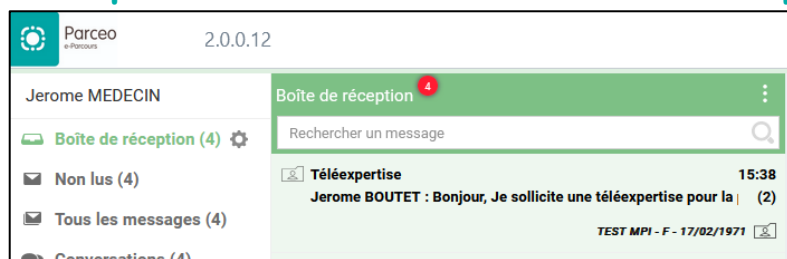 Parceo
e-Parcours
2.0.0.12
Jerome MEDECIN
Boîte de réception (4)
Non lus (4)
Tous les messages (4)
Conversations (4)
Boîte de réception 4
Rechercher un message
Téléexpertise 15:38
Jerome BOUTET : Bonjour, Je sollicite une téléexpertise pour la (2)
TEST MPI - F - 17/02/1971